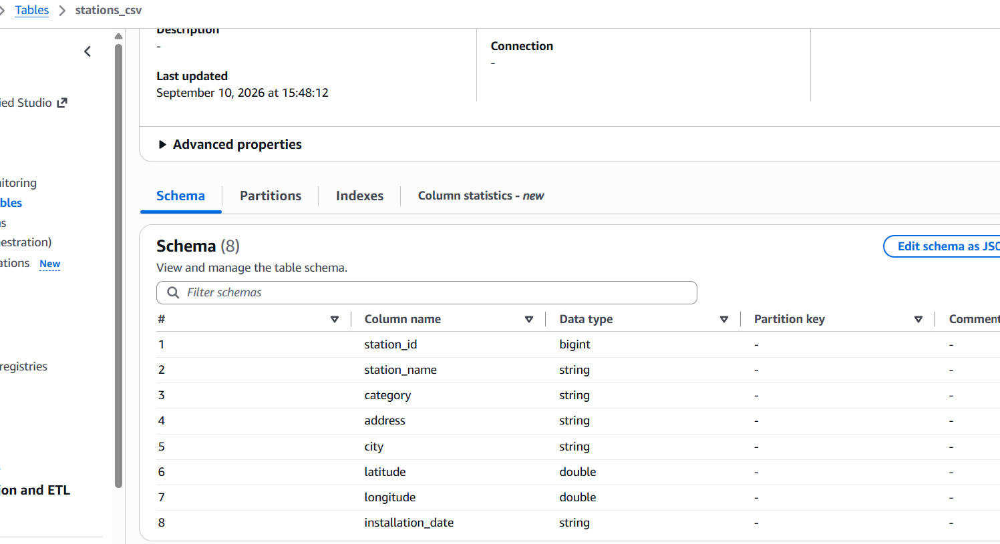 Tables
stations_csv
Description
-
Last updated
September 10, 2026 at 15:48:12
Connection
-
Advanced properties
ied Studio
itoring
bles
s
estration)
ations New
registries
ion and ETL
Schema
Partitions
Indexes
Column statistics - new
Schema (8)
Edit schema as JSO
View and manage the table schema.
Filter schemas
# Column name Data type Partition key Comment
1 station_id bigint - -
2 station_name string - -
3 category string - -
4 address string - -
5 city string - -
6 latitude double - -
7 longitude double - -
8 installation_date string - -